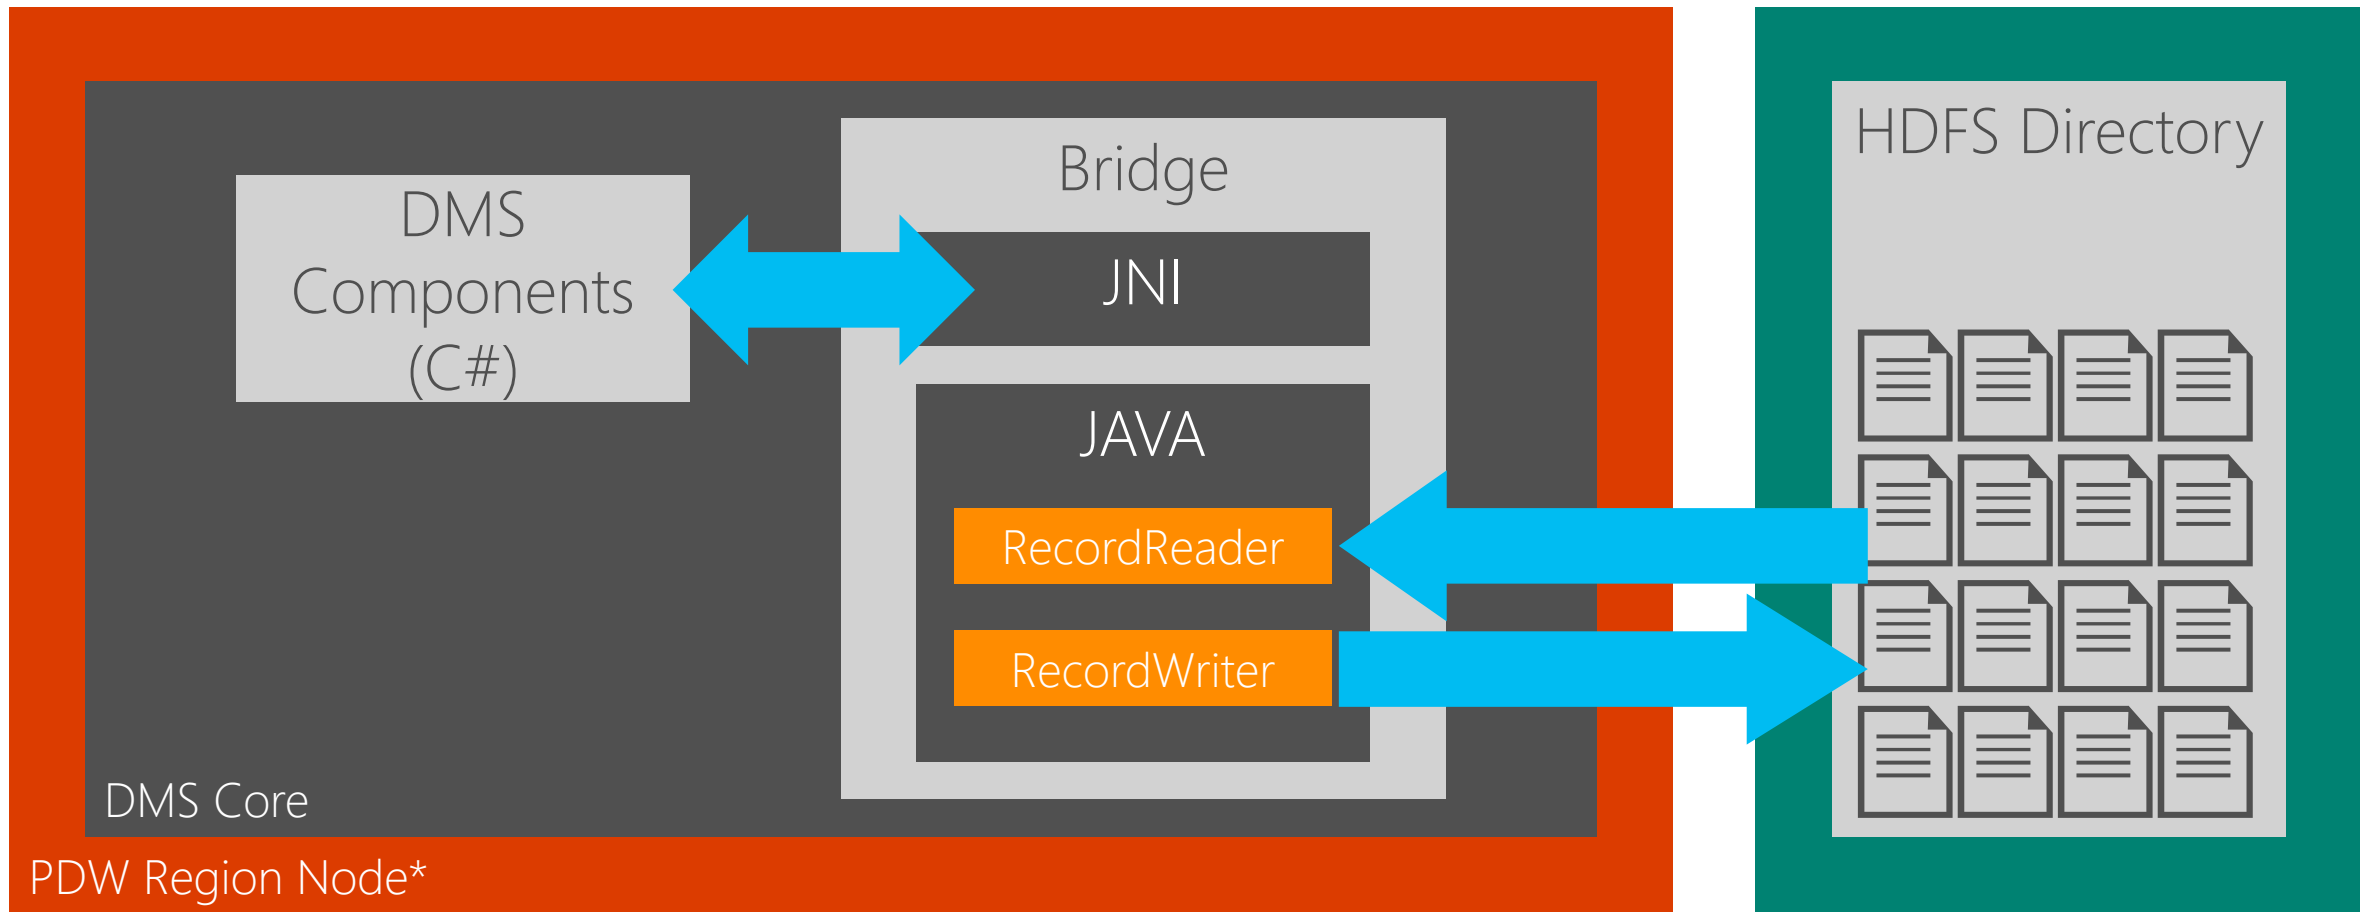 DMS
Components
(C#)
Bridge
JNI
JAVA
RecordReader
RecordWriter
DMS Core
PDW Region Node*
HDFS Directory